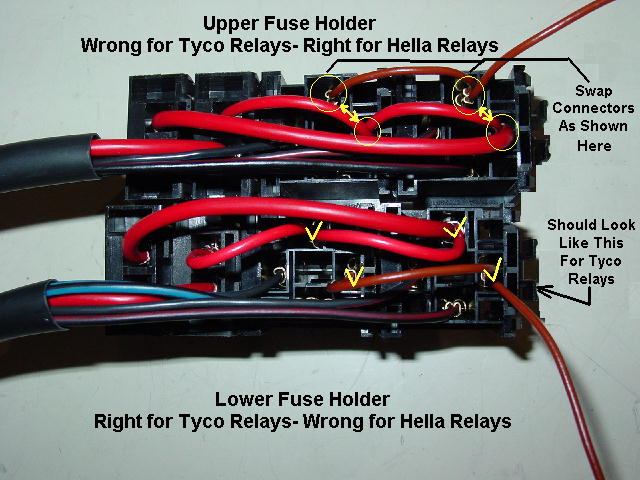 Upper Fuse Holder
Wrong for Tyco Relays- Right for Hella Relays
Swap
Connectors
As Shown
Here
Should Look
Like This
For Tyco
Relays
Lower Fuse Holder
Right for Tyco Relays- Wrong for Hella Relays